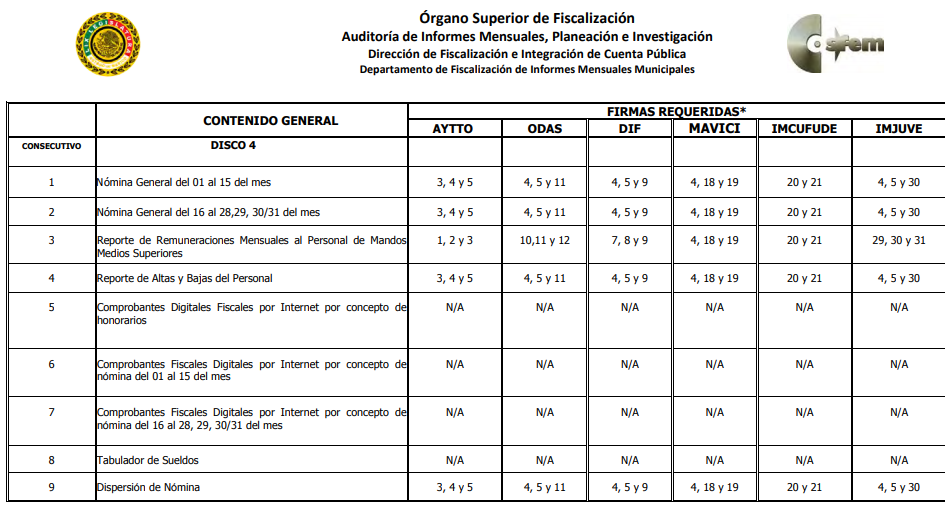 Órgano Superior de Fiscalización
Auditoría de Informes Mensuales, Planeación e Investigación
Dirección de Fiscalización e Integración de Cuenta Pública
Departamento de Fiscalización de Informes Mensuales Municipales
osfem
CONTENIDO GENERAL FIRMAS REQUERIDAS*
AYTTO ODAS DIF MAVICI IMCUFUDE IMJUVE
CONSECUTIVO DISCO 4
1 Nómina General del 01 al 15 del mes 3, 4 y 5 4, 5 y 11 4, 5 y 9 4, 18 y 19 20 y 21 4, 5 y 30
2 Nómina General del 16 al 28,29, 30/31 del mes 3, 4 y 5 4, 5 y 11 4, 5 y 9 4, 18 y 19 20 y 21 4, 5 y 30
3 Reporte de Remuneraciones Mensuales al Personal de Mandos 1, 2 y 3 10,11 y 12 7, 8 y 9 4, 18 y 19 20 y 21 29, 30 y 31
Medios Superiores
4 Reporte de Altas y Bajas del Personal 3, 4 y 5 4, 5 y 11 4, 5 y 9 4, 18 y 19 20 y 21 4, 5 y 30
5 Comprobantes Digitales Fiscales por Internet por concepto de N/A N/A N/A N/A N/A N/A
honorarios
6 Comprobantes Fiscales Digitales por Internet por concepto de N/A N/A N/A N/A N/A N/A
nómina del 01 al 15 del mes
7 Comprobantes Fiscales Digitales por Internet por concepto de N/A N/A N/A N/A N/A N/A
nómina del 16 al 28, 29, 30/31 del mes
8 Tabulador de Sueldos N/A N/A N/A N/A N/A N/A
9 Dispersión de Nómina 3, 4 y 5 4, 5 y 11 4, 5 y 9 4, 18 y 19 20 y 21 4, 5 y 30